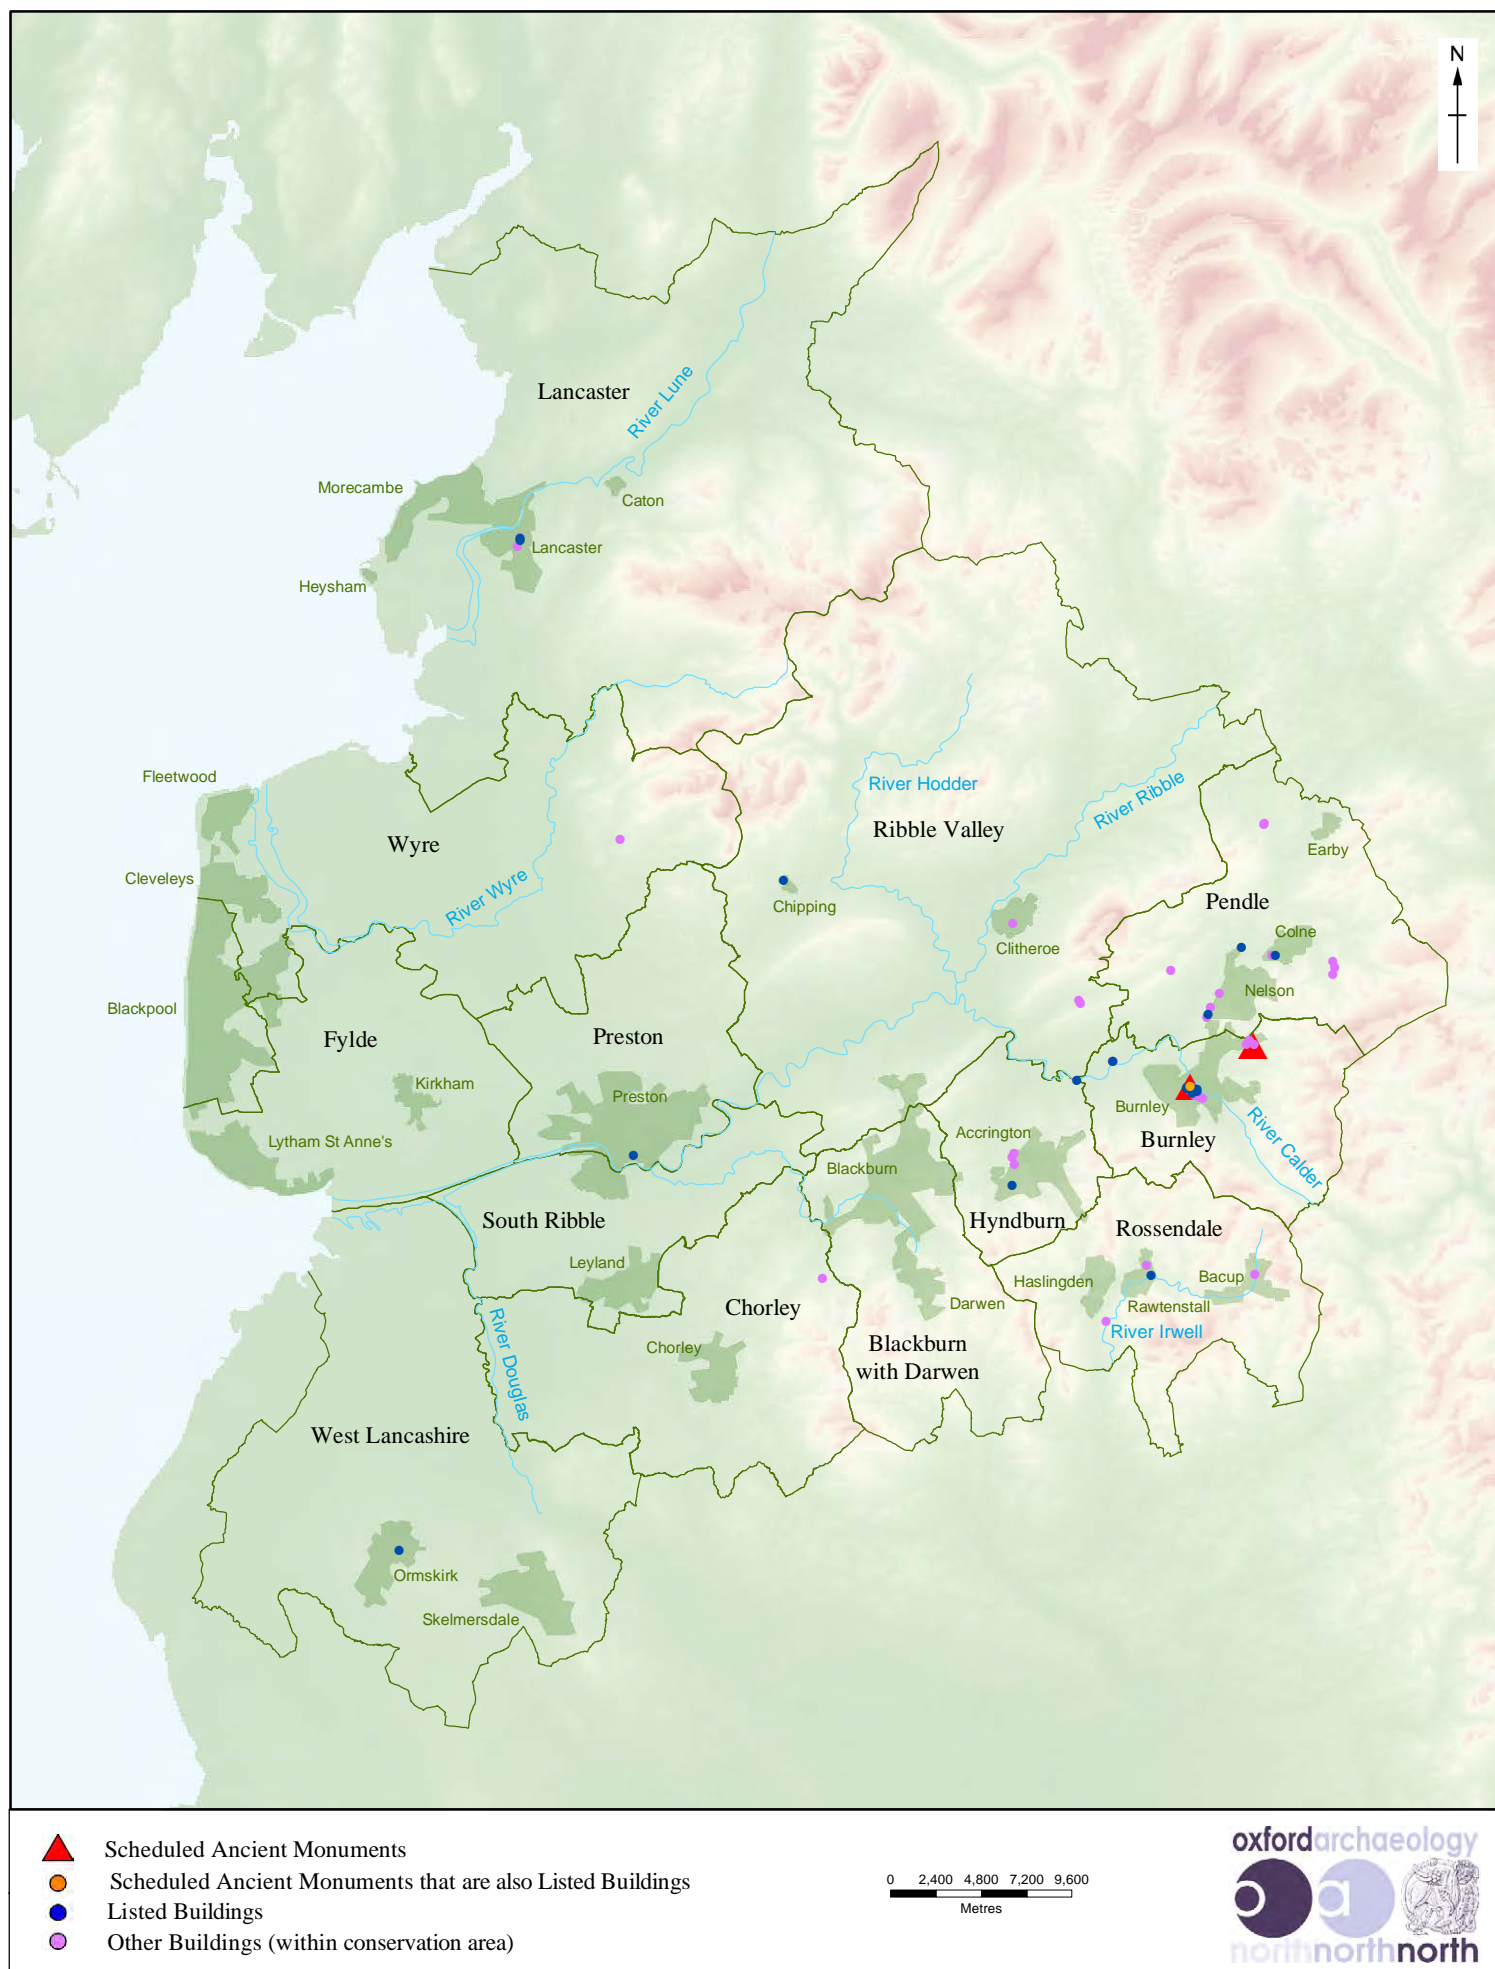 N
Lancaster
River Lune
Morecambe
Caton
Lancaster
Heysham
Fleetwood
River Hodder
River Ribble
Ribble Valley
Wyre
Earby
Cleveleys
River Wyre
Chipping
Pendle
Clitheroe
Colne
Nelson
Blackpool
Fylde
Preston
Kirkham
Preston
Burnley
Burnley
River Calder
Lytham St Anne's
Accrington
Blackburn
South Ribble
Hyndburn
Rossendale
Leyland
Haslingden
Bacup
Darwen
Rawtenstall
Chorley
River Irwell
River Douglas
Chorley
Blackburn
with Darwen
West Lancashire
Ormskirk
Skelmersdale
Scheduled Ancient Monuments
Scheduled Ancient Monuments that are also Listed Buildings
Listed Buildings
Other Buildings (within conservation area)
0 2,400 4,800 7,200 9,600
Metres
oxfordarchaeology
oa
northnorthnorth